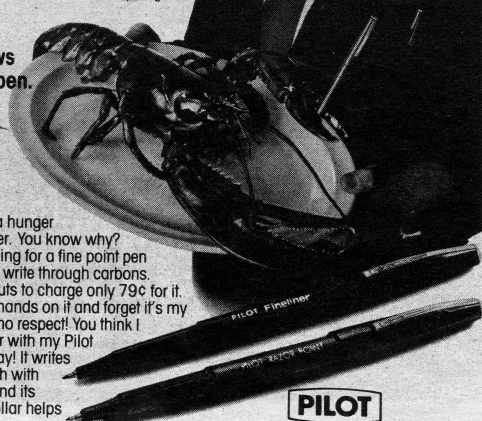 ws
pen.
a hunger
er. You know why?
ing for a fine point pen
write through carbons.
uts to charge only 79¢ for it.
hands on it and forget it's my
no respect! You think I
r with my Pilot
ay! It writes
h with
nd its
llar helps
PILOT Fineliner
PILOT RAZOR POINT
PILOT